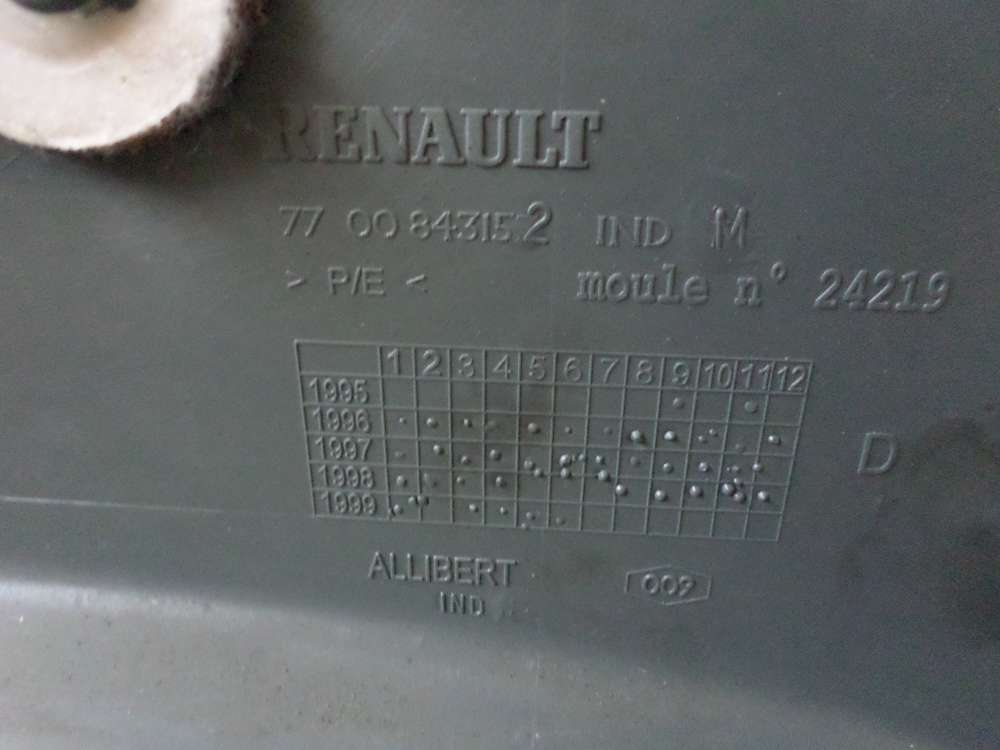 RENAULT
77 00 843152 IND M
> P/E < moule n° 24219
1 2 3 4 5 6 7 8 9 10 11 12
1995
1996
1997
1998
1999
D
ALLIBERT
IND
009